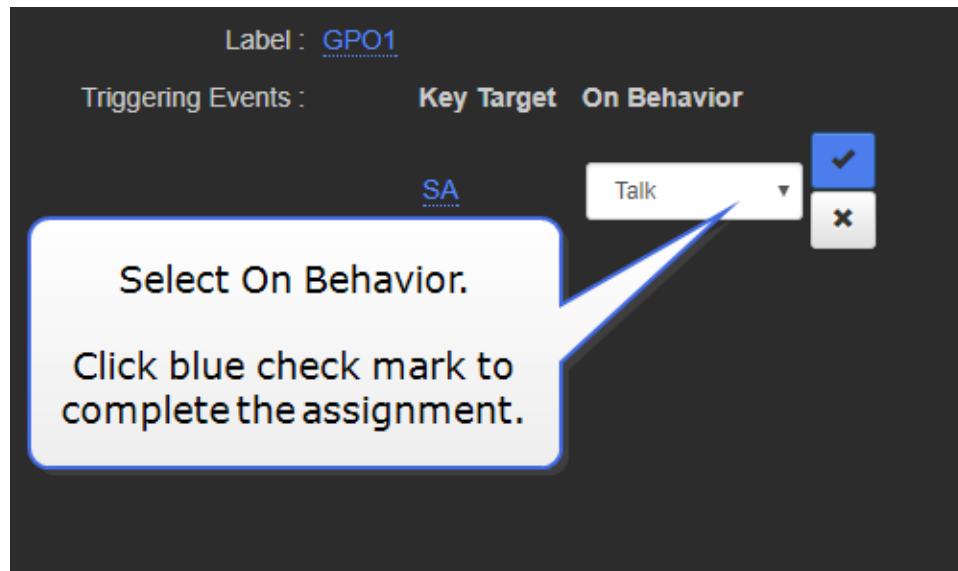 Label : GPO1
Triggering Events : Key Target On Behavior
SA Talk
Select On Behavior.
Click blue check mark to
complete the assignment.